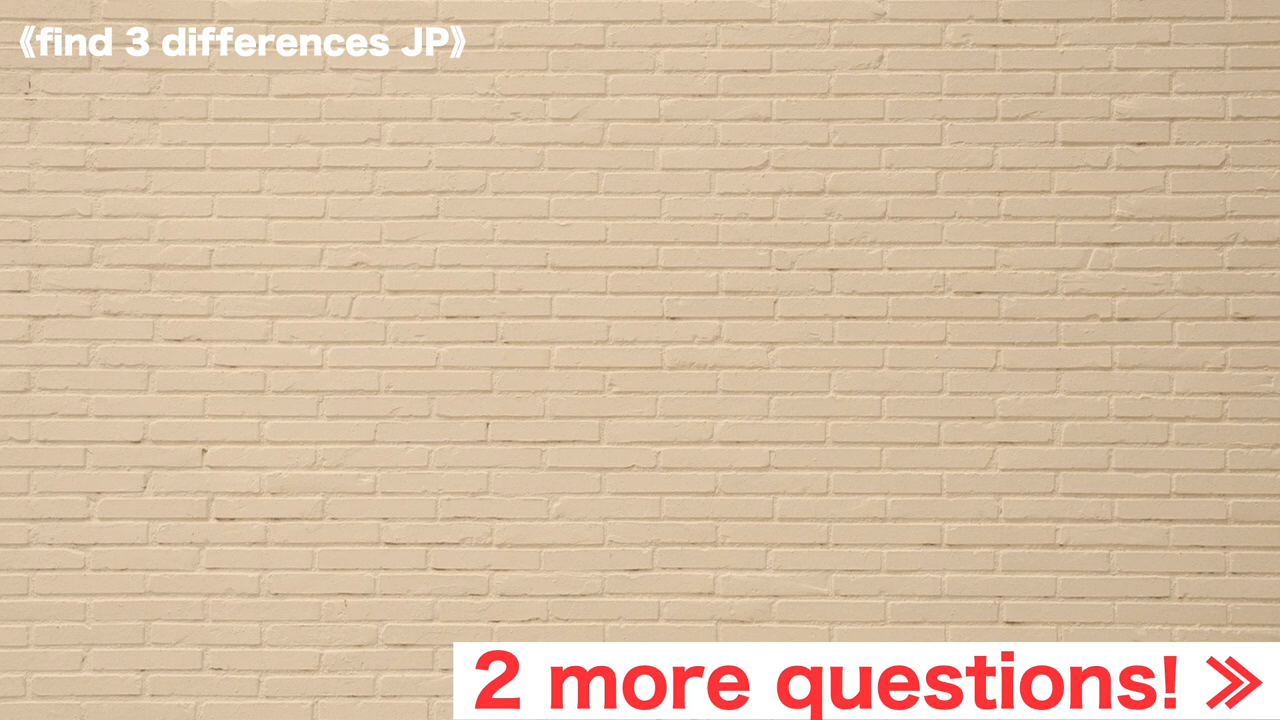 《find 3 differences JP》
2 more questions! ≫